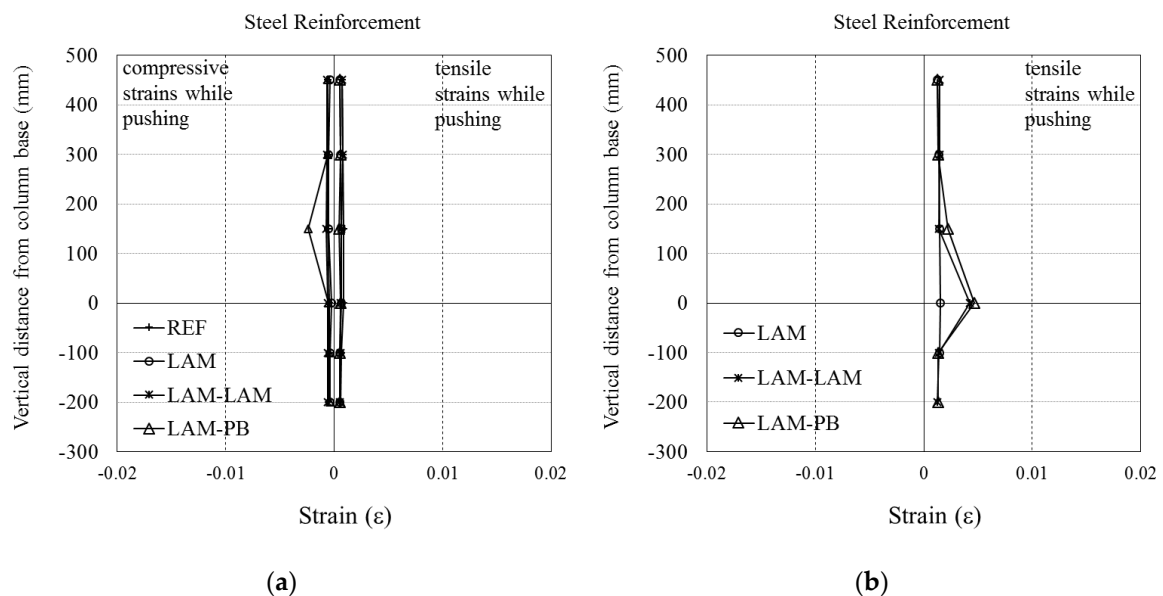 Steel Reinforcement
500
400
300
200
100
0
-100
-200
-300
Vertical distance from column base (mm)
compressive
strains while
pushing
tensile
strains while
pushing
REF
LAM
LAM-LAM
LAM-PB
-0.02
-0.01
0
0.01
0.02
Strain (ε)
(a)
Steel Reinforcement
500
400
300
200
100
0
-100
-200
-300
Vertical distance from column base (mm)
tensile
strains while
pushing
LAM
LAM-LAM
LAM-PB
-0.02
-0.01
0
0.01
0.02
Strain (ε)
(b)